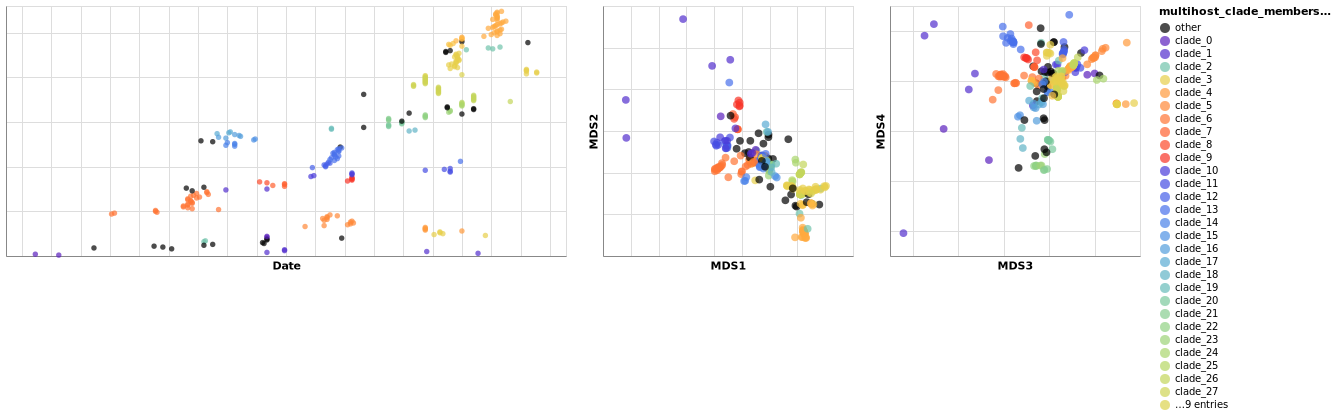 multihost_clade_members…
other
clade_0
clade_1
clade_2
clade_3
clade_4
clade_5
clade_6
clade_7
clade_8
clade_9
clade_10
clade_11
clade_12
clade_13
clade_14
clade_15
clade_16
clade_17
clade_18
clade_19
clade_20
clade_21
clade_22
clade_23
clade_24
clade_25
clade_26
clade_27
…9 entries
Date
MDS2
MDS1
MDS4
MDS3